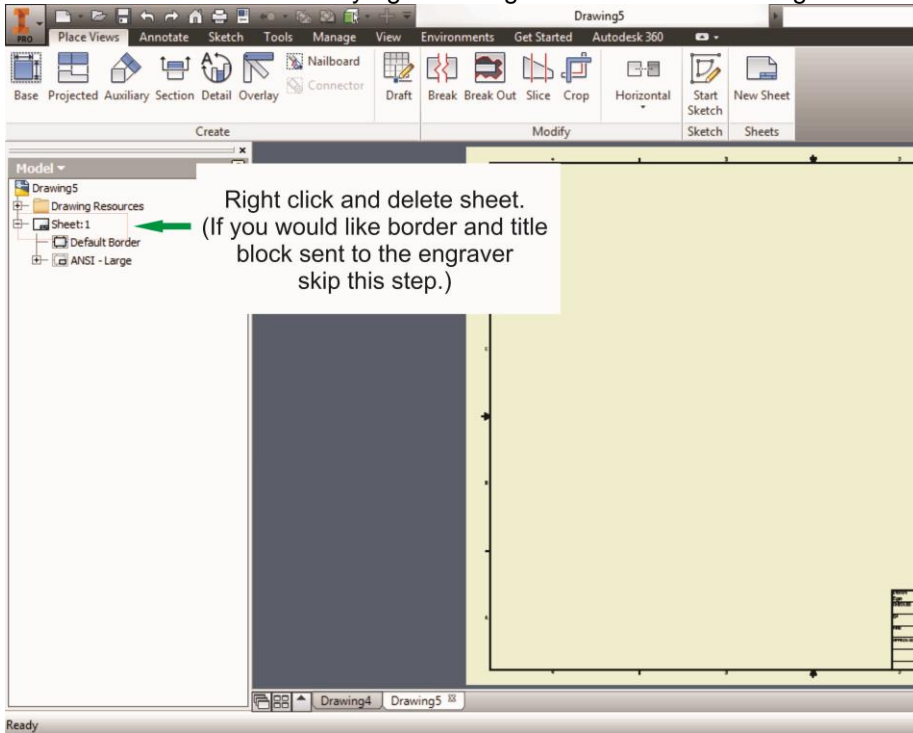 Drawing5
PRO
Place Views Annotate Sketch Tools Manage View Environments Get Started Autodesk 360
Base Projected Auxiliary Section Detail Overlay
Nailboard
Connector
Draft Break Break Out Slice Crop Horizontal Start Sketch New Sheet
Create Modify Sketch Sheets
Model
Drawing5
Drawing Resources
Sheet:1
Default Border
ANSI - Large
Right click and delete sheet.
(If you would like border and title
block sent to the engraver
skip this step.)
Drawing4 Drawing5
Ready